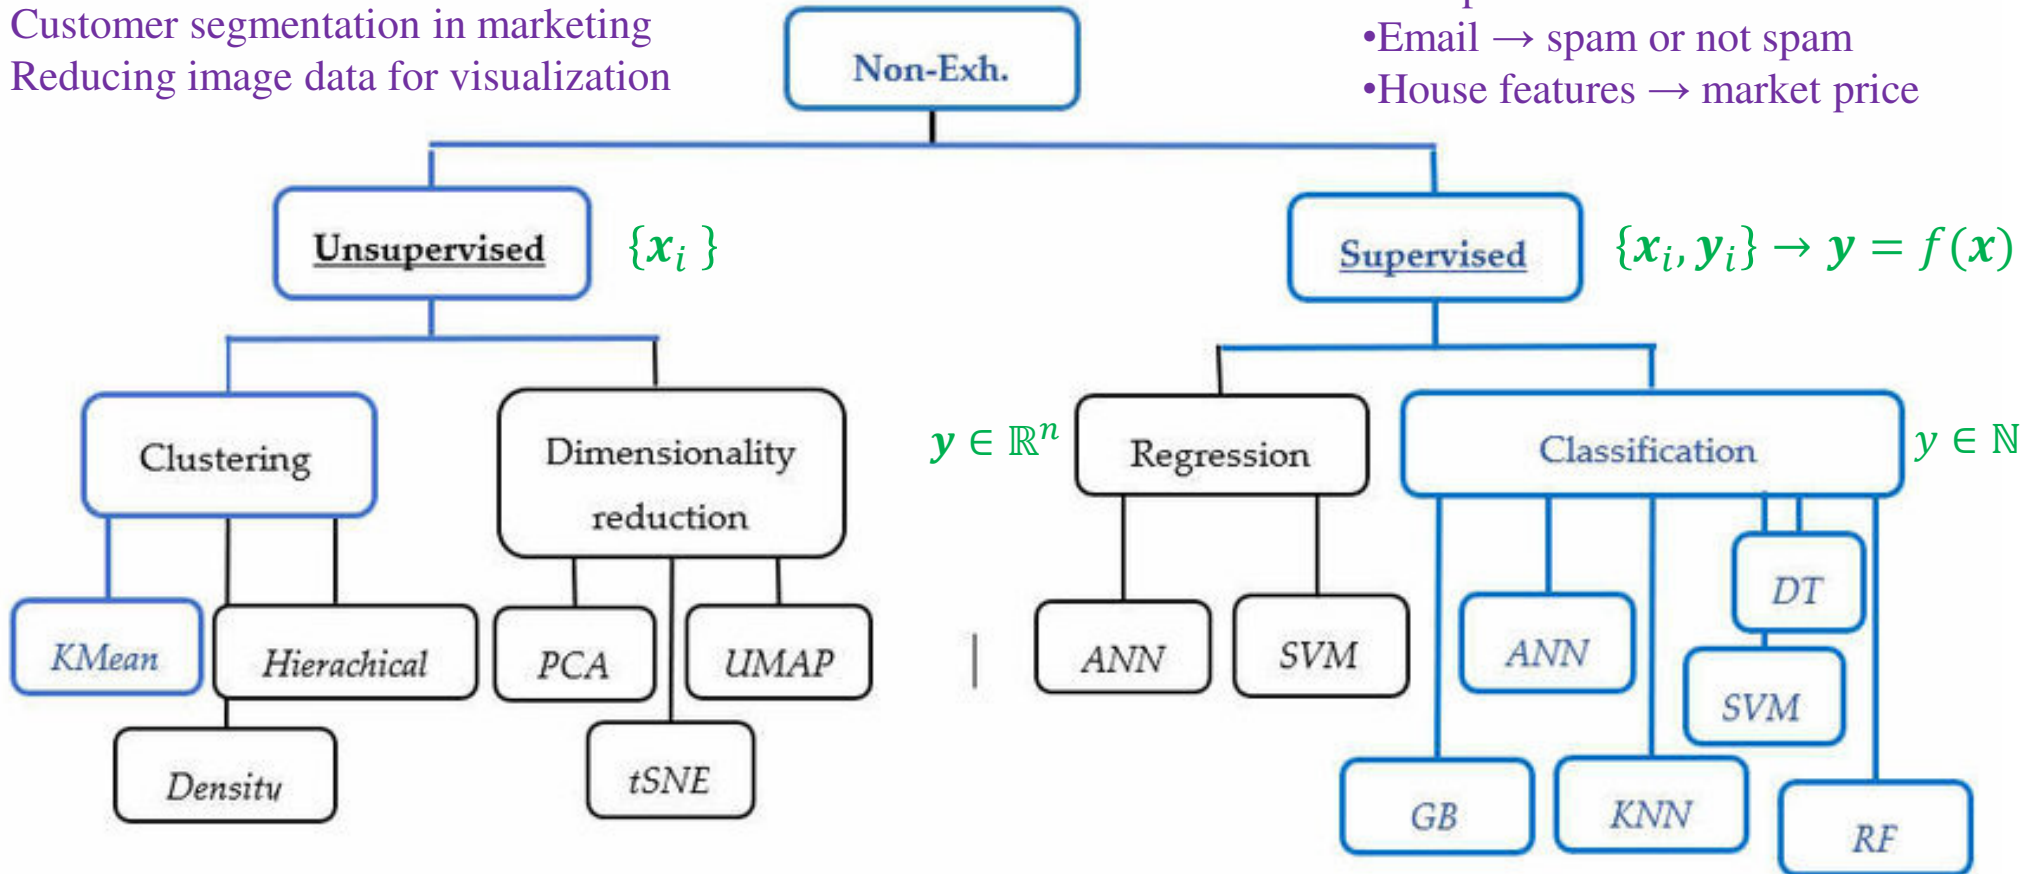 Customer segmentation in marketing
Reducing image data for visualization
•Email → spam or not spam
•House features → market price
Non-Exh.
Unsupervised
{𝒙ᵢ }
Supervised
{𝒙ᵢ, 𝒚ᵢ} → 𝒚 = f(𝒙)
Clustering
Dimensionality
reduction
𝒚 ∈ ℝⁿ
Regression
Classification
y ∈ ℕ
KMean
Hierachical
Density
PCA
UMAP
tSNE
ANN
SVM
ANN
DT
SVM
GB
KNN
RF